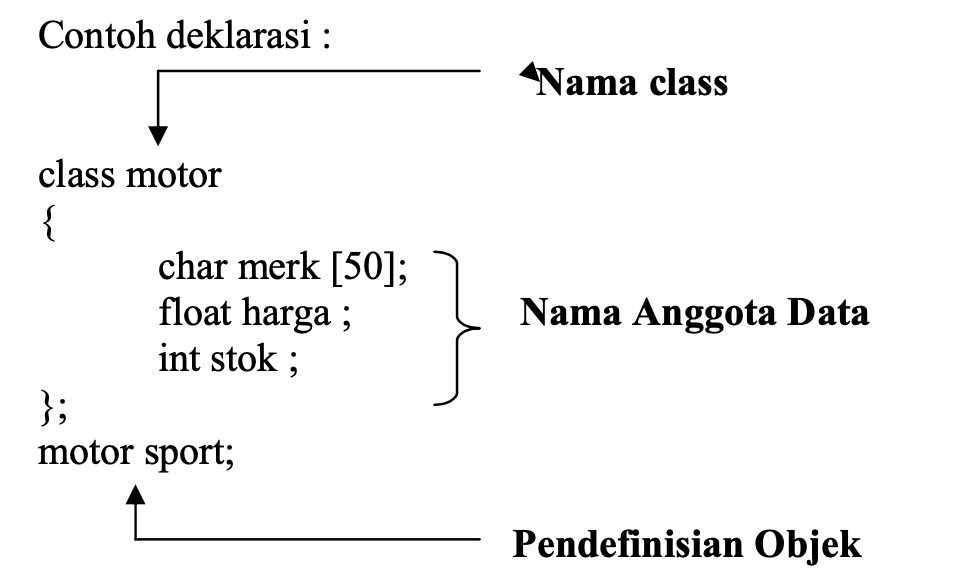 Contoh deklarasi :
Nama class
class motor
{
char merk [50];
float harga ;
Nama Anggota Data
int stok ;
};
motor sport;
Pendefinisian Objek